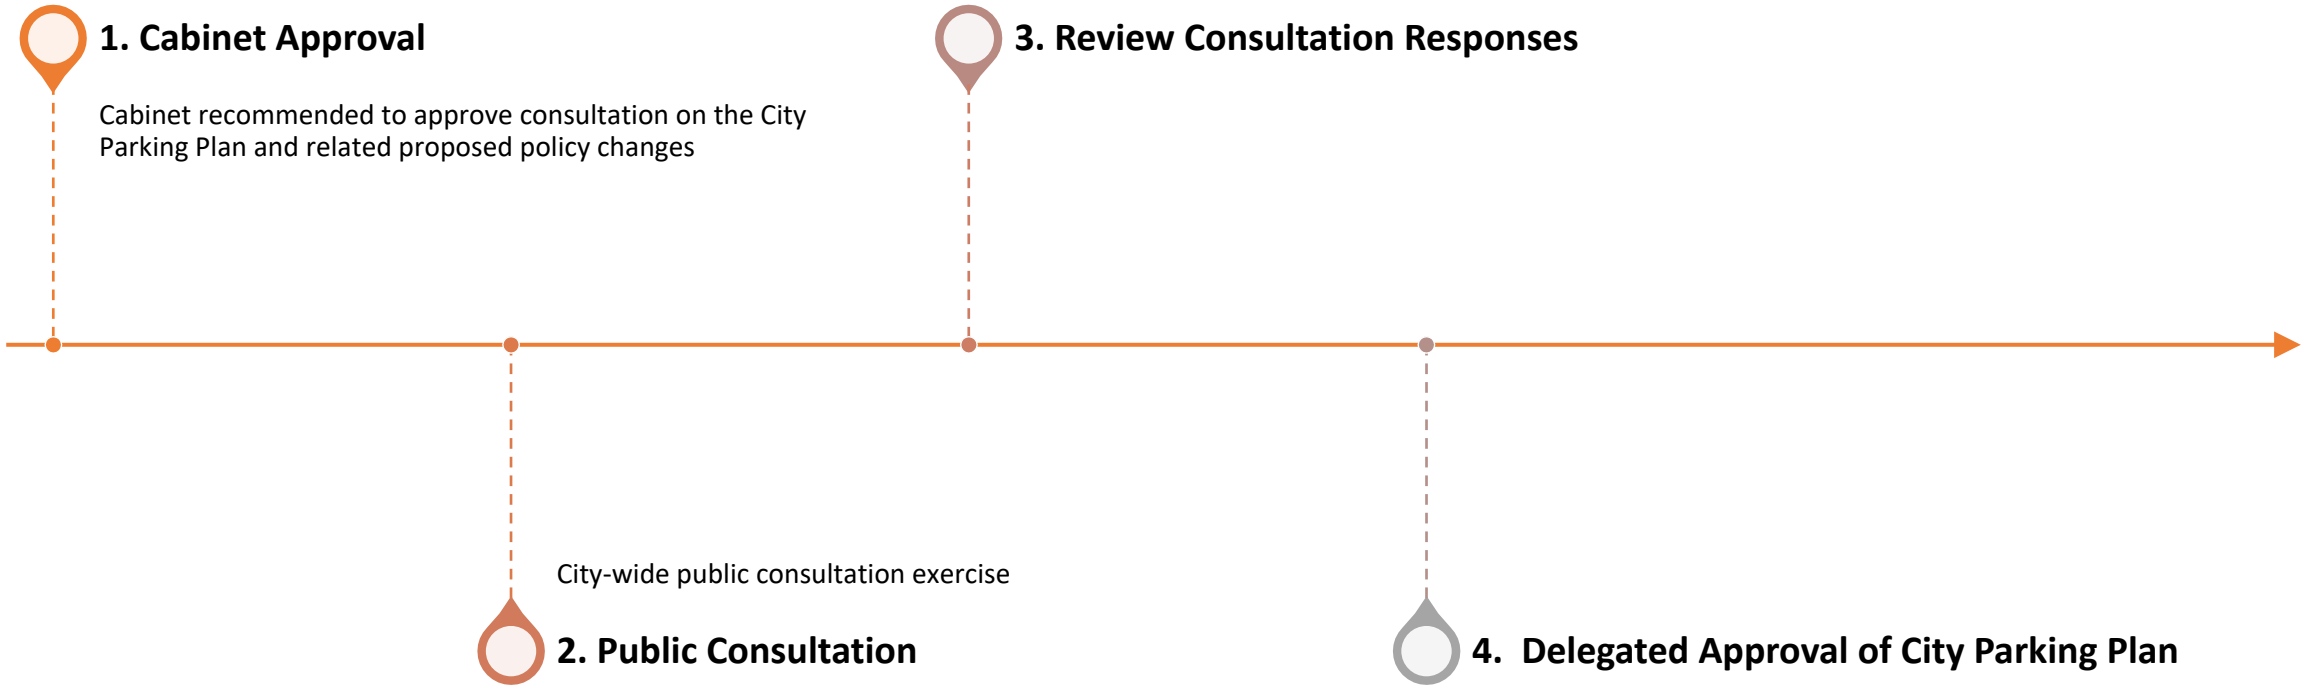 1. Cabinet Approval
Cabinet recommended to approve consultation on the City
Parking Plan and related proposed policy changes
City-wide public consultation exercise
2. Public Consultation
3. Review Consultation Responses
4. Delegated Approval of City Parking Plan